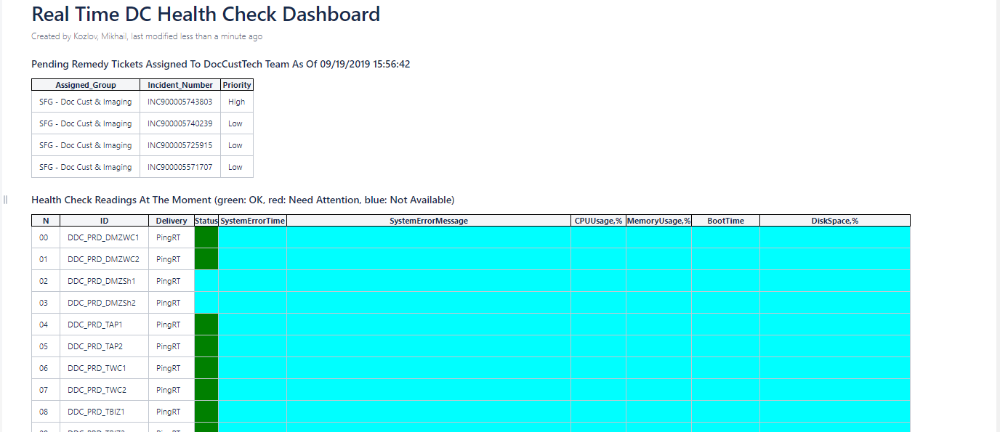 Real Time DC Health Check Dashboard
Created by Kozlov, Mikhail, last modified less than a minute ago
Pending Remedy Tickets Assigned To DocCustTech Team As Of 09/19/2019 15:56:42
Assigned_Group Incident_Number Priority
SFG - Doc Cust & Imaging INC900005743803 High
SFG - Doc Cust & Imaging INC900005740239 Low
SFG - Doc Cust & Imaging INC900005725915 Low
SFG - Doc Cust & Imaging INC900005571707 Low
Health Check Readings At The Moment (green: OK, red: Need Attention, blue: Not Available)
N ID Delivery Status SystemErrorTime SystemErrorMessage CPUUsage,% MemoryUsage,% BootTime DiskSpace,%
00 DDC_PRD_DMZWC1 PingRT
01 DDC_PRD_DMZWC2 PingRT
02 DDC_PRD_DMZSh1 PingRT
03 DDC_PRD_DMZSh2 PingRT
04 DDC_PRD_TAP1 PingRT
05 DDC_PRD_TAP2 PingRT
06 DDC_PRD_TWC1 PingRT
07 DDC_PRD_TWC2 PingRT
08 DDC_PRD_TBIZ1 PingRT